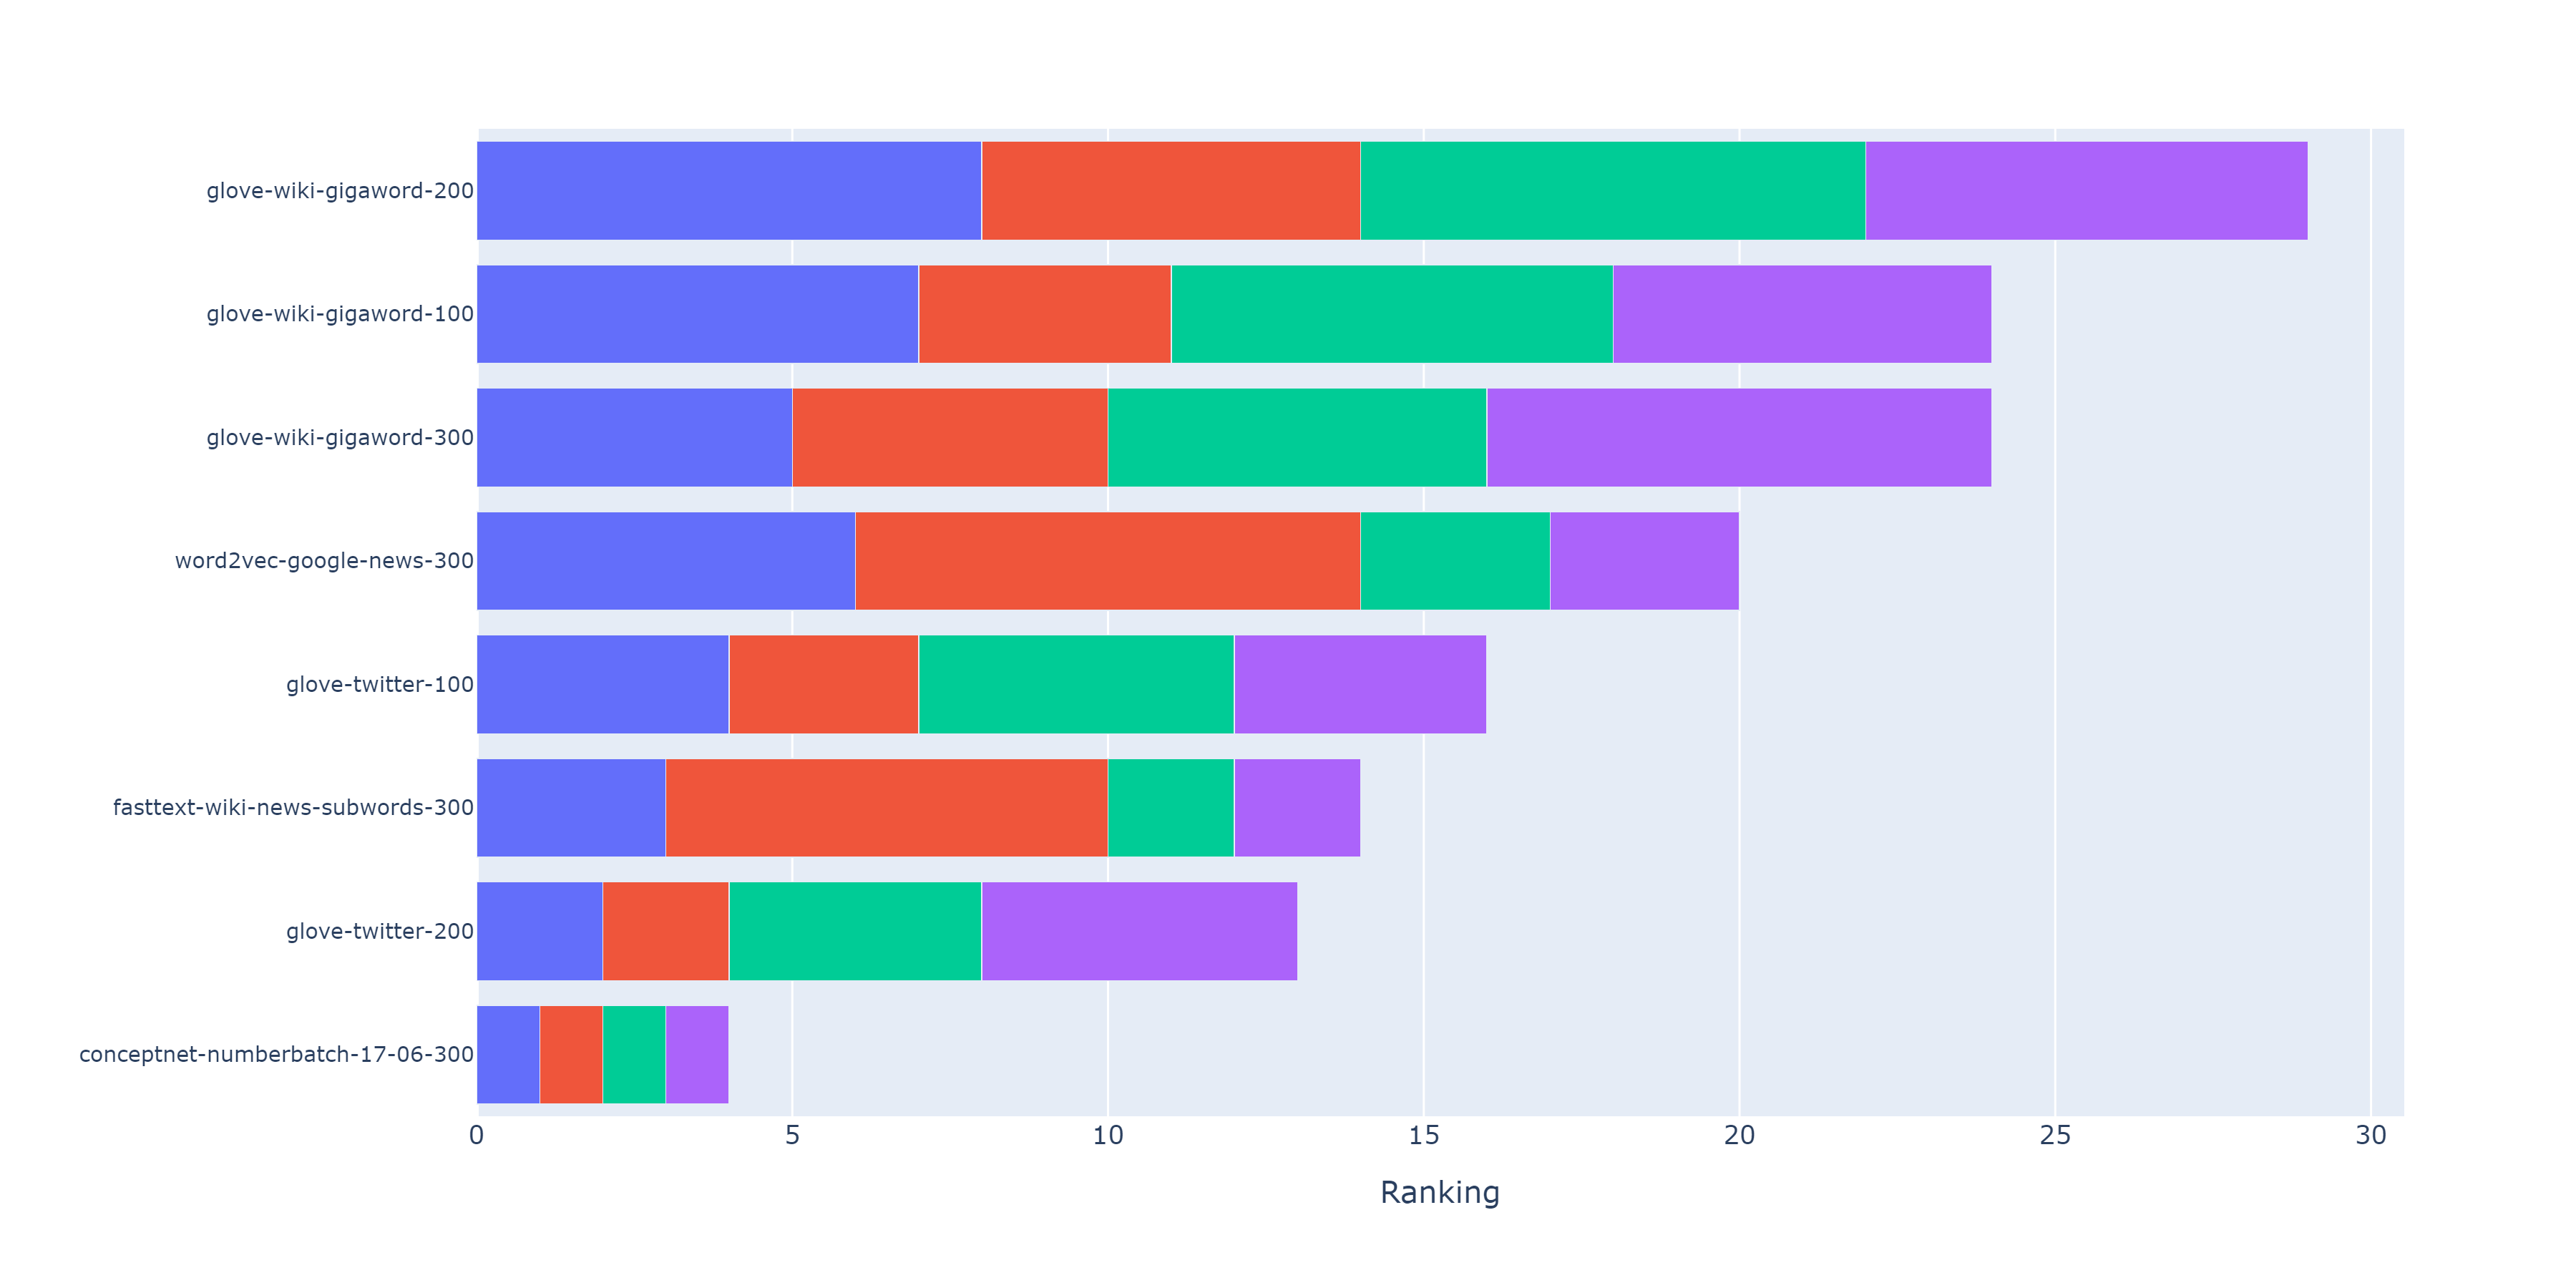 glove-wiki-gigaword-200
glove-wiki-gigaword-100
glove-wiki-gigaword-300
word2vec-google-news-300
glove-twitter-100
fasttext-wiki-news-subwords-300
glove-twitter-200
conceptnet-numberbatch-17-06-300
0 5 10 15 20 25 30
Ranking